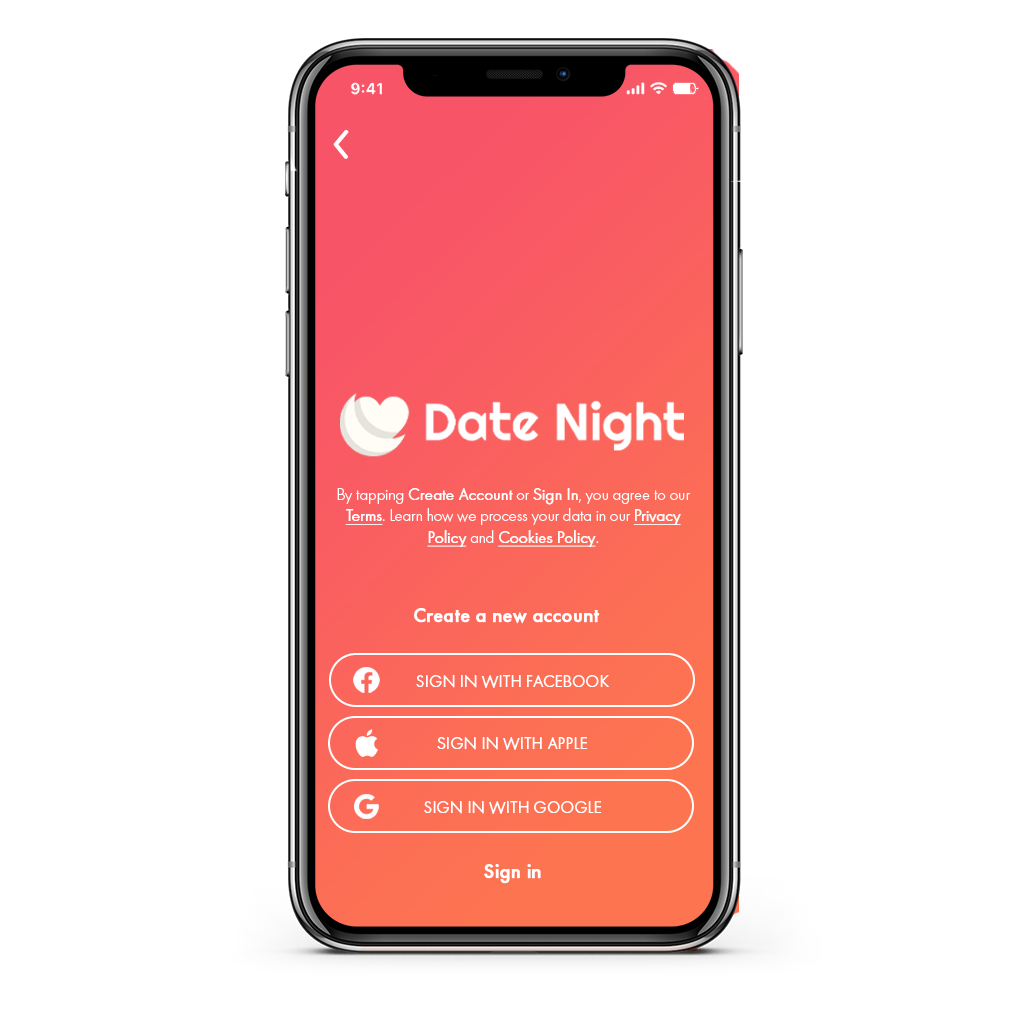 9:41
Date Night
By tapping Create Account or Sign In, you agree to our
Terms. Learn how we process your data in our Privacy
Policy and Cookies Policy.
Create a new account
SIGN IN WITH FACEBOOK
SIGN IN WITH APPLE
SIGN IN WITH GOOGLE
Sign in